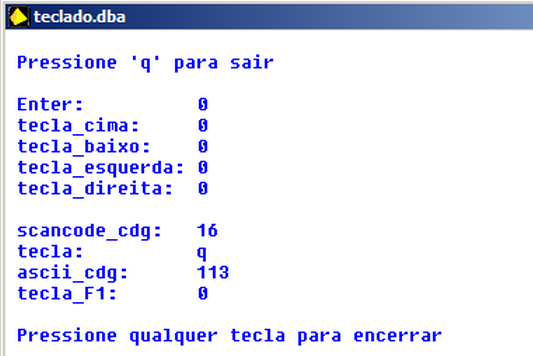 teclado.dba
Pressione 'q' para sair
Enter: 0
tecla_cima: 0
tecla_baixo: 0
tecla_esquerda: 0
tecla_direita: 0
scancode_cdg: 16
tecla: q
ascii_cdg: 113
tecla_F1: 0
Pressione qualquer tecla para encerrar